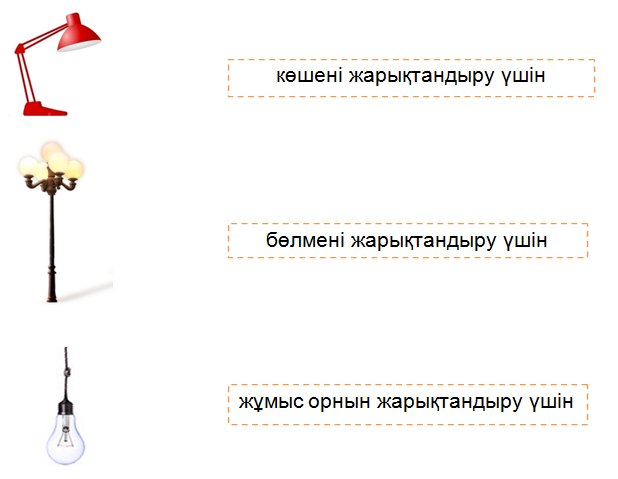 көшені жарықтандыру үшін
бөлмені жарықтандыру үшін
жұмыс орнын жарықтандыру үшін